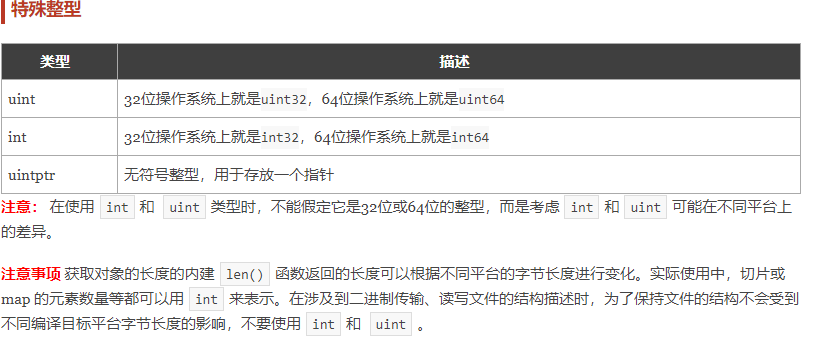 特殊整型
类型 描述
uint 32位操作系统上就是uint32，64位操作系统上就是uint64
int 32位操作系统上就是int32，64位操作系统上就是int64
uintptr 无符号整型，用于存放一个指针
注意： 在使用 int 和 uint 类型时，不能假定它是32位或64位的整型，而是考虑 int 和 uint 可能在不同平台上
的差异。
注意事项 获取对象的长度的内建 len() 函数返回的长度可以根据不同平台的字节长度进行变化。实际使用中，切片或
map 的元素数量等都可以用 int 来表示。在涉及到二进制传输、读写文件的结构描述时，为了保持文件的结构不会受到
不同编译目标平台字节长度的影响，不要使用 int 和 uint 。